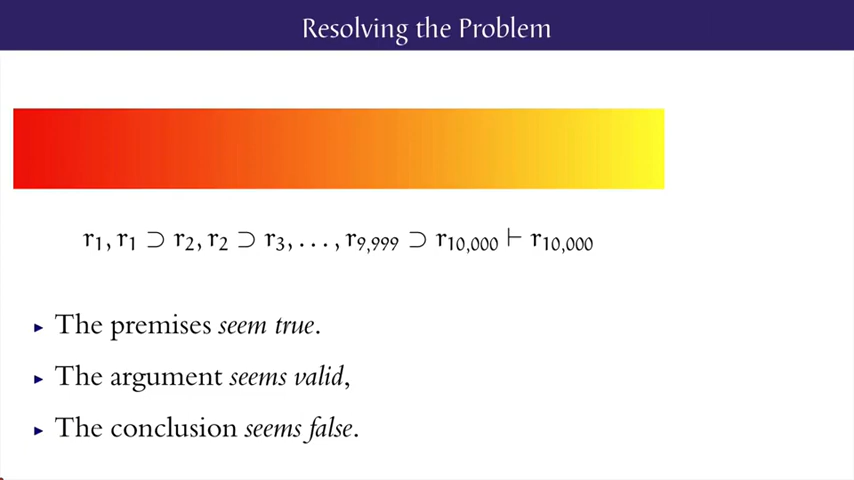 Resolving the Problem
r₁, r₁ ⊃ r₂, r₂ ⊃ r₃, . . . , r₉,₉₉₉ ⊃ r₁₀,₀₀₀ ⊢ r₁₀,₀₀₀
▸ The premises seem true.
▸ The argument seems valid,
▸ The conclusion seems false.